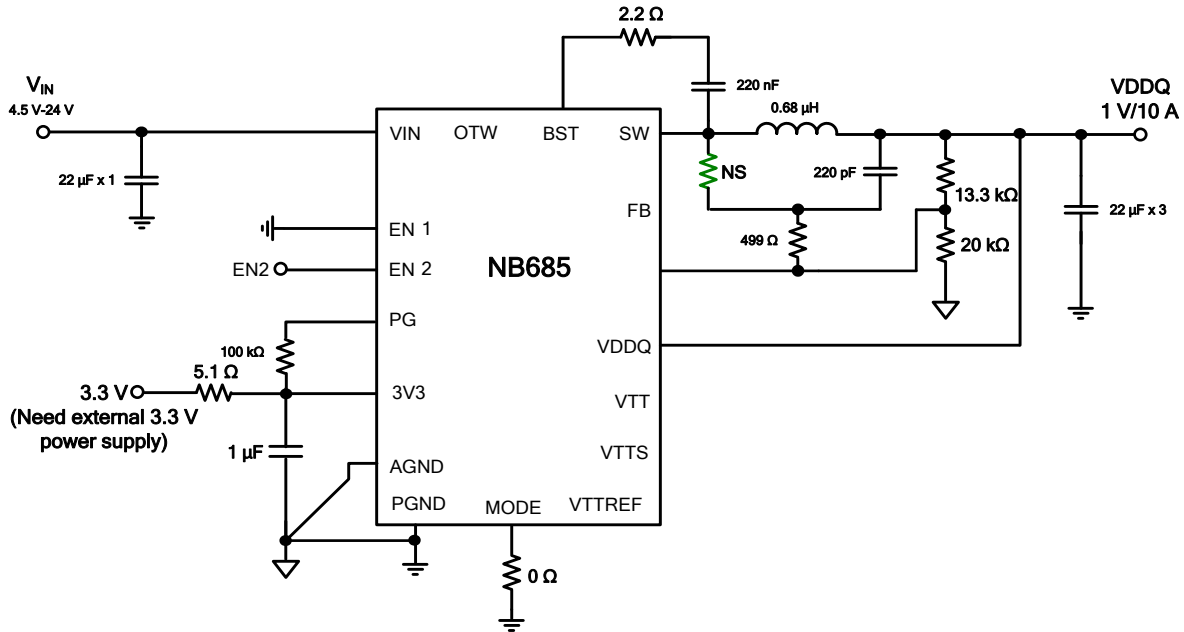 2.2 Ω
VIN
4.5 V-24 V
220 nF
0.68 µH
VDDQ
1 V/10 A
VIN
OTW
BST
SW
22 µF x 1
NS
220 pF
13.3 kΩ
22 µF x 3
FB
EN 1
499 Ω
20 kΩ
EN2
EN 2
NB685
PG
100 kΩ
VDDQ
5.1 Ω
3.3 V
(Need external 3.3 V
power supply)
3V3
VTT
1 µF
VTTS
AGND
PGND
MODE
VTTREF
0 Ω